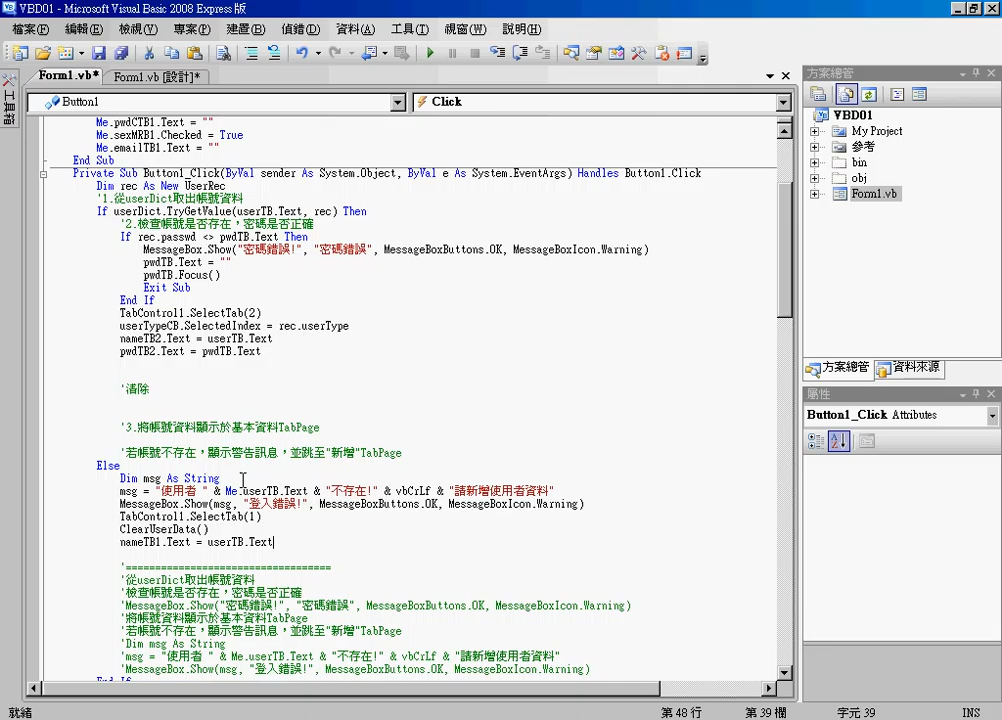 VBD01 - Microsoft Visual Basic 2008 Express 版
檔案(F) 編輯(E) 檢視(V) 專案(P) 建置(B) 偵錯(D) 資料(A) 工具(T) 視窗(W) 說明(H)
Form1.vb* Form1.vb [設計]*
工具箱
Button1 Click
Me.pwdCTB1.Text = ""
Me.sexMRB1.Checked = True
Me.emailTB1.Text = ""
End Sub
Private Sub Button1_Click(ByVal sender As System.Object, ByVal e As System.EventArgs) Handles Button1.Click
Dim rec As New UserRec
'1.從userDict取出帳號資料
If userDict.TryGetValue(userTB.Text, rec) Then
'2.檢查帳號是否存在，密碼是否正確
If rec.passwd <> pwdTB.Text Then
MessageBox.Show("密碼錯誤!", "密碼錯誤", MessageBoxButtons.OK, MessageBoxIcon.Warning)
pwdTB.Text = ""
pwdTB.Focus()
Exit Sub
End If
TabControl1.SelectTab(2)
userTypeCB.SelectedIndex = rec.userType
nameTB2.Text = userTB.Text
pwdTB2.Text = pwdTB.Text
'清除
'3.將帳號資料顯示於基本資料TabPage
'若帳號不存在，顯示警告訊息，並跳至"新增"TabPage
Else
Dim msg As String
msg = "使用者 " & Me.userTB.Text & "不存在!" & vbCrLf & "請新增使用者資料"
MessageBox.Show(msg, "登入錯誤!", MessageBoxButtons.OK, MessageBoxIcon.Warning)
TabControl1.SelectTab(1)
ClearUserData()
nameTB1.Text = userTB.Text
'===================================
'從userDict取出帳號資料
'檢查帳號是否存在，密碼是否正確
'MessageBox.Show("密碼錯誤!", "密碼錯誤", MessageBoxButtons.OK, MessageBoxIcon.Warning)
'將帳號資料顯示於基本資料TabPage
'若帳號不存在，顯示警告訊息，並跳至"新增"TabPage
'Dim msg As String
'msg = "使用者 " & Me.userTB.Text & "不存在!" & vbCrLf & "請新增使用者資料"
'MessageBox.Show(msg, "登入錯誤!", MessageBoxButtons.OK, MessageBoxIcon.Warning)
End If
方案總管
VBD01
My Project
參考
bin
obj
Form1.vb
方案總管 資料來源
屬性
Button1_Click Attributes
就緒 第 48 行 第 39 欄 字元 39 INS